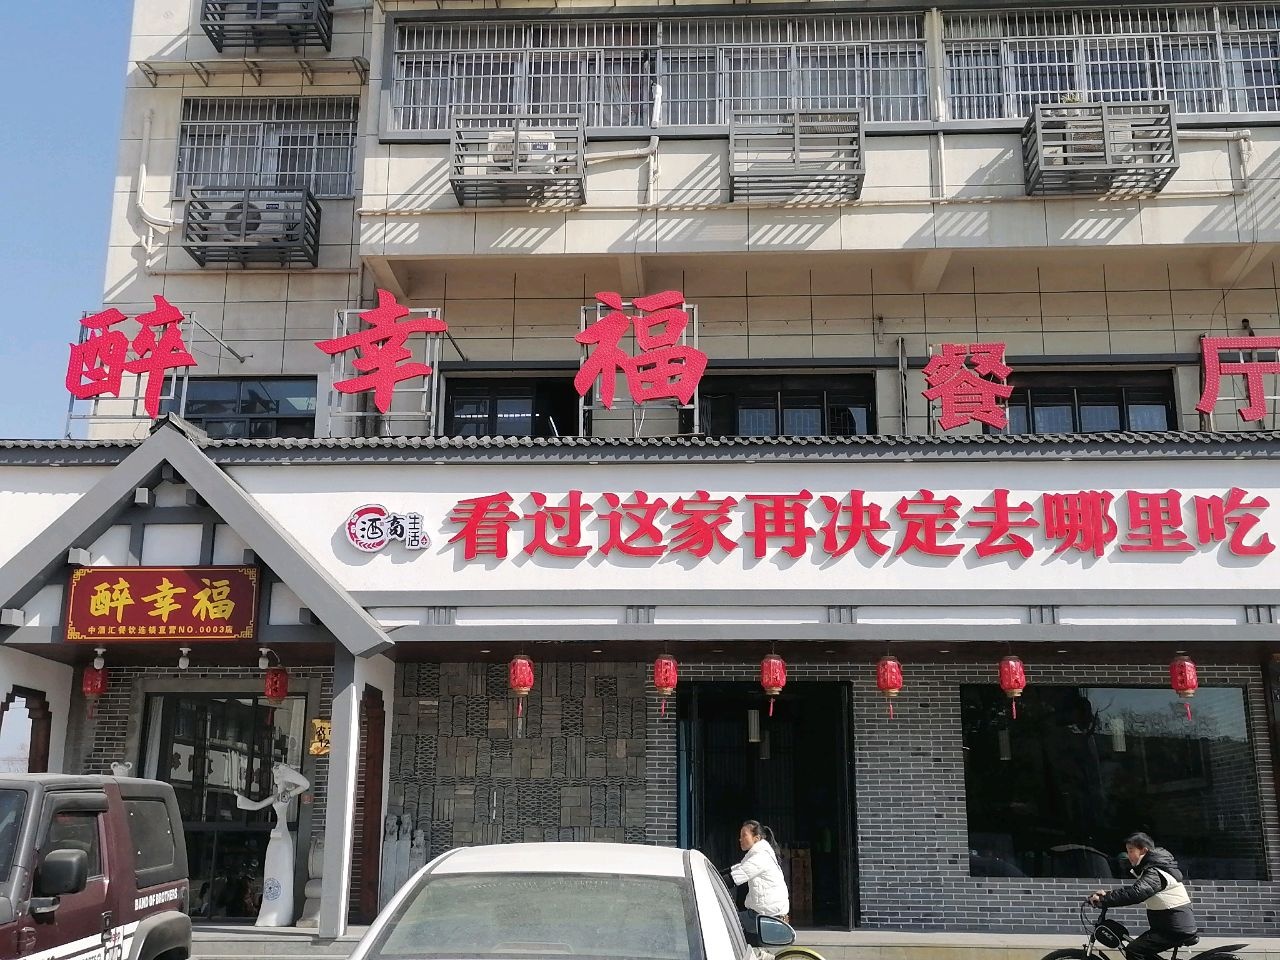 醉幸福 餐厅
酒窝生活
看过这家再决定去哪里吃
醉幸福
中酒汇餐饮连锁直营NO.0003店
BAND OF BROTHERS